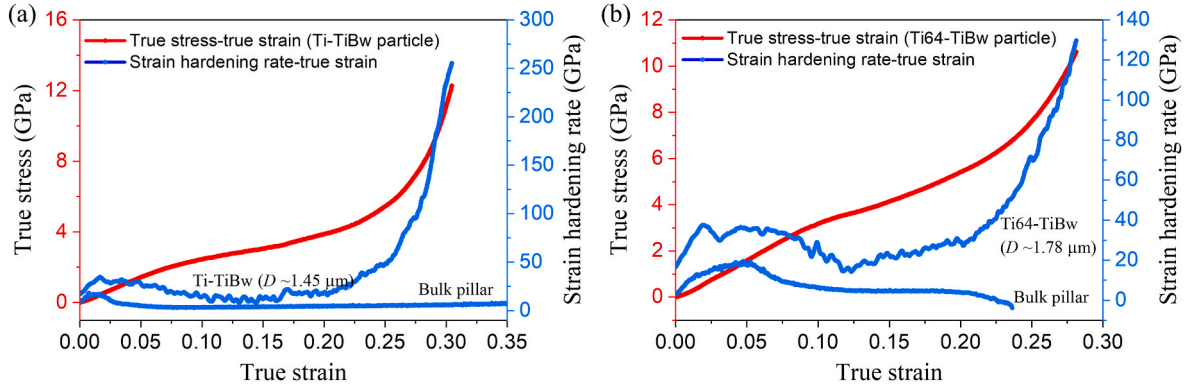 (a)
True stress-true strain (Ti-TiBw particle)
Strain hardening rate-true strain
Ti-TiBw (D ~1.45 μm)
Bulk pillar
True stress (GPa)
16
12
8
4
0
Strain hardening rate (GPa)
300
250
200
150
100
50
0
0.00 0.05 0.10 0.15 0.20 0.25 0.30 0.35
True strain
(b)
True stress-true strain (Ti64-TiBw particle)
Strain hardening rate-true strain
Ti64-TiBw
(D ~1.78 μm)
Bulk pillar
True stress (GPa)
12
10
8
6
4
2
0
Strain hardening rate (GPa)
140
120
100
80
60
40
20
0
0.00 0.05 0.10 0.15 0.20 0.25 0.30
True strain